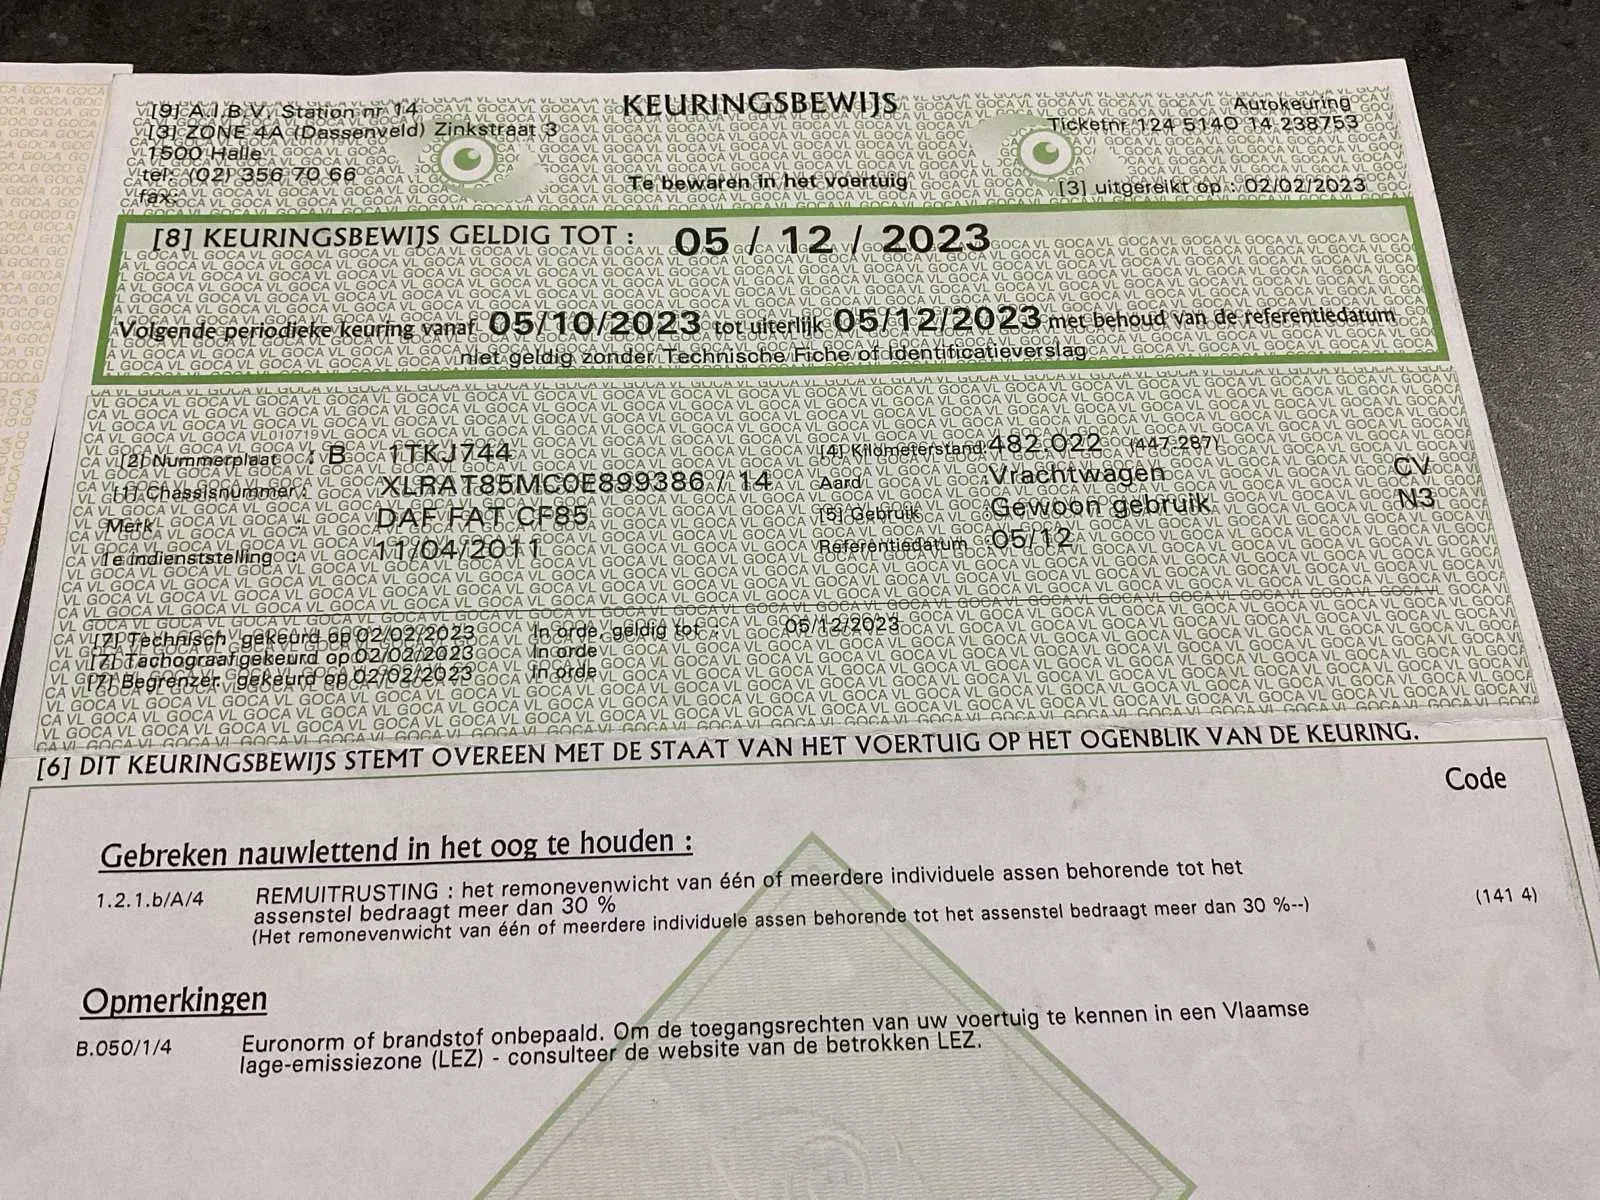 KEURINGSBEWIJS
[9] A.I.B.V. Station nr 14
[3] ZONE 4A (Dassenveld) Zinkstraat 3
1500 Halle
tel: (02) 356 70 66
fax:
Te bewaren in het voertuig
Autokeuring
Ticketnr 124 5140 14 238753
[3] uitgereikt op : 02/02/2023
[8] KEURINGSBEWIJS GELDIG TOT : 05 / 12 / 2023
Volgende periodieke keuring vanaf 05/10/2023 tot uiterlijk 05/12/2023 met behoud van de referentiedatum
niet geldig zonder Technische Fiche of Identificatieverslag
[2] Nummerplaat : B 1TKJ744
[1] Chassisnummer : XLRAT85MC0E899386 / 14
Merk : DAF FAT CF85
1e indienststelling : 11/04/2011
[4] Kilometerstand: 482.022 (447.287)
Aard :Vrachtwagen CV
[5] Gebruik :Gewoon gebruik N3
Referentiedatum :05/12
[7] Technisch gekeurd op 02/02/2023 In orde, geldig tot : 05/12/2023
[7] Tachograaf gekeurd op 02/02/2023 In orde
[7] Begrenzer gekeurd op 02/02/2023 In orde
[6] DIT KEURINGSBEWIJS STEMT OVEREEN MET DE STAAT VAN HET VOERTUIG OP HET OGENBLIK VAN DE KEURING.
Code
Gebreken nauwlettend in het oog te houden :
1.2.1.b/A/4 REMUITRUSTING : het remonevenwicht van één of meerdere individuele assen behorende tot het
assenstel bedraagt meer dan 30 % (141 4)
(Het remonevenwicht van één of meerdere individuele assen behorende tot het assenstel bedraagt meer dan 30 %--)
Opmerkingen
B.050/1/4 Euronorm of brandstof onbepaald. Om de toegangsrechten van uw voertuig te kennen in een Vlaamse
lage-emissiezone (LEZ) - consulteer de website van de betrokken LEZ.